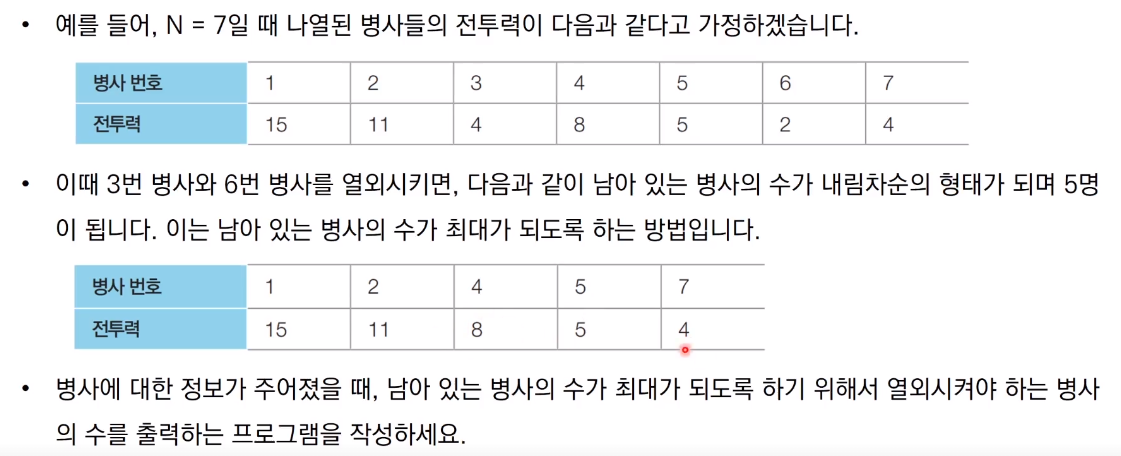 • 예를 들어, N = 7일 때 나열된 병사들의 전투력이 다음과 같다고 가정하겠습니다.
병사 번호 1 2 3 4 5 6 7
전투력 15 11 4 8 5 2 4
• 이때 3번 병사와 6번 병사를 열외시키면, 다음과 같이 남아 있는 병사의 수가 내림차순의 형태가 되며 5명
이 됩니다. 이는 남아 있는 병사의 수가 최대가 되도록 하는 방법입니다.
병사 번호 1 2 4 5 7
전투력 15 11 8 5 4
• 병사에 대한 정보가 주어졌을 때, 남아 있는 병사의 수가 최대가 되도록 하기 위해서 열외시켜야 하는 병사
의 수를 출력하는 프로그램을 작성하세요.